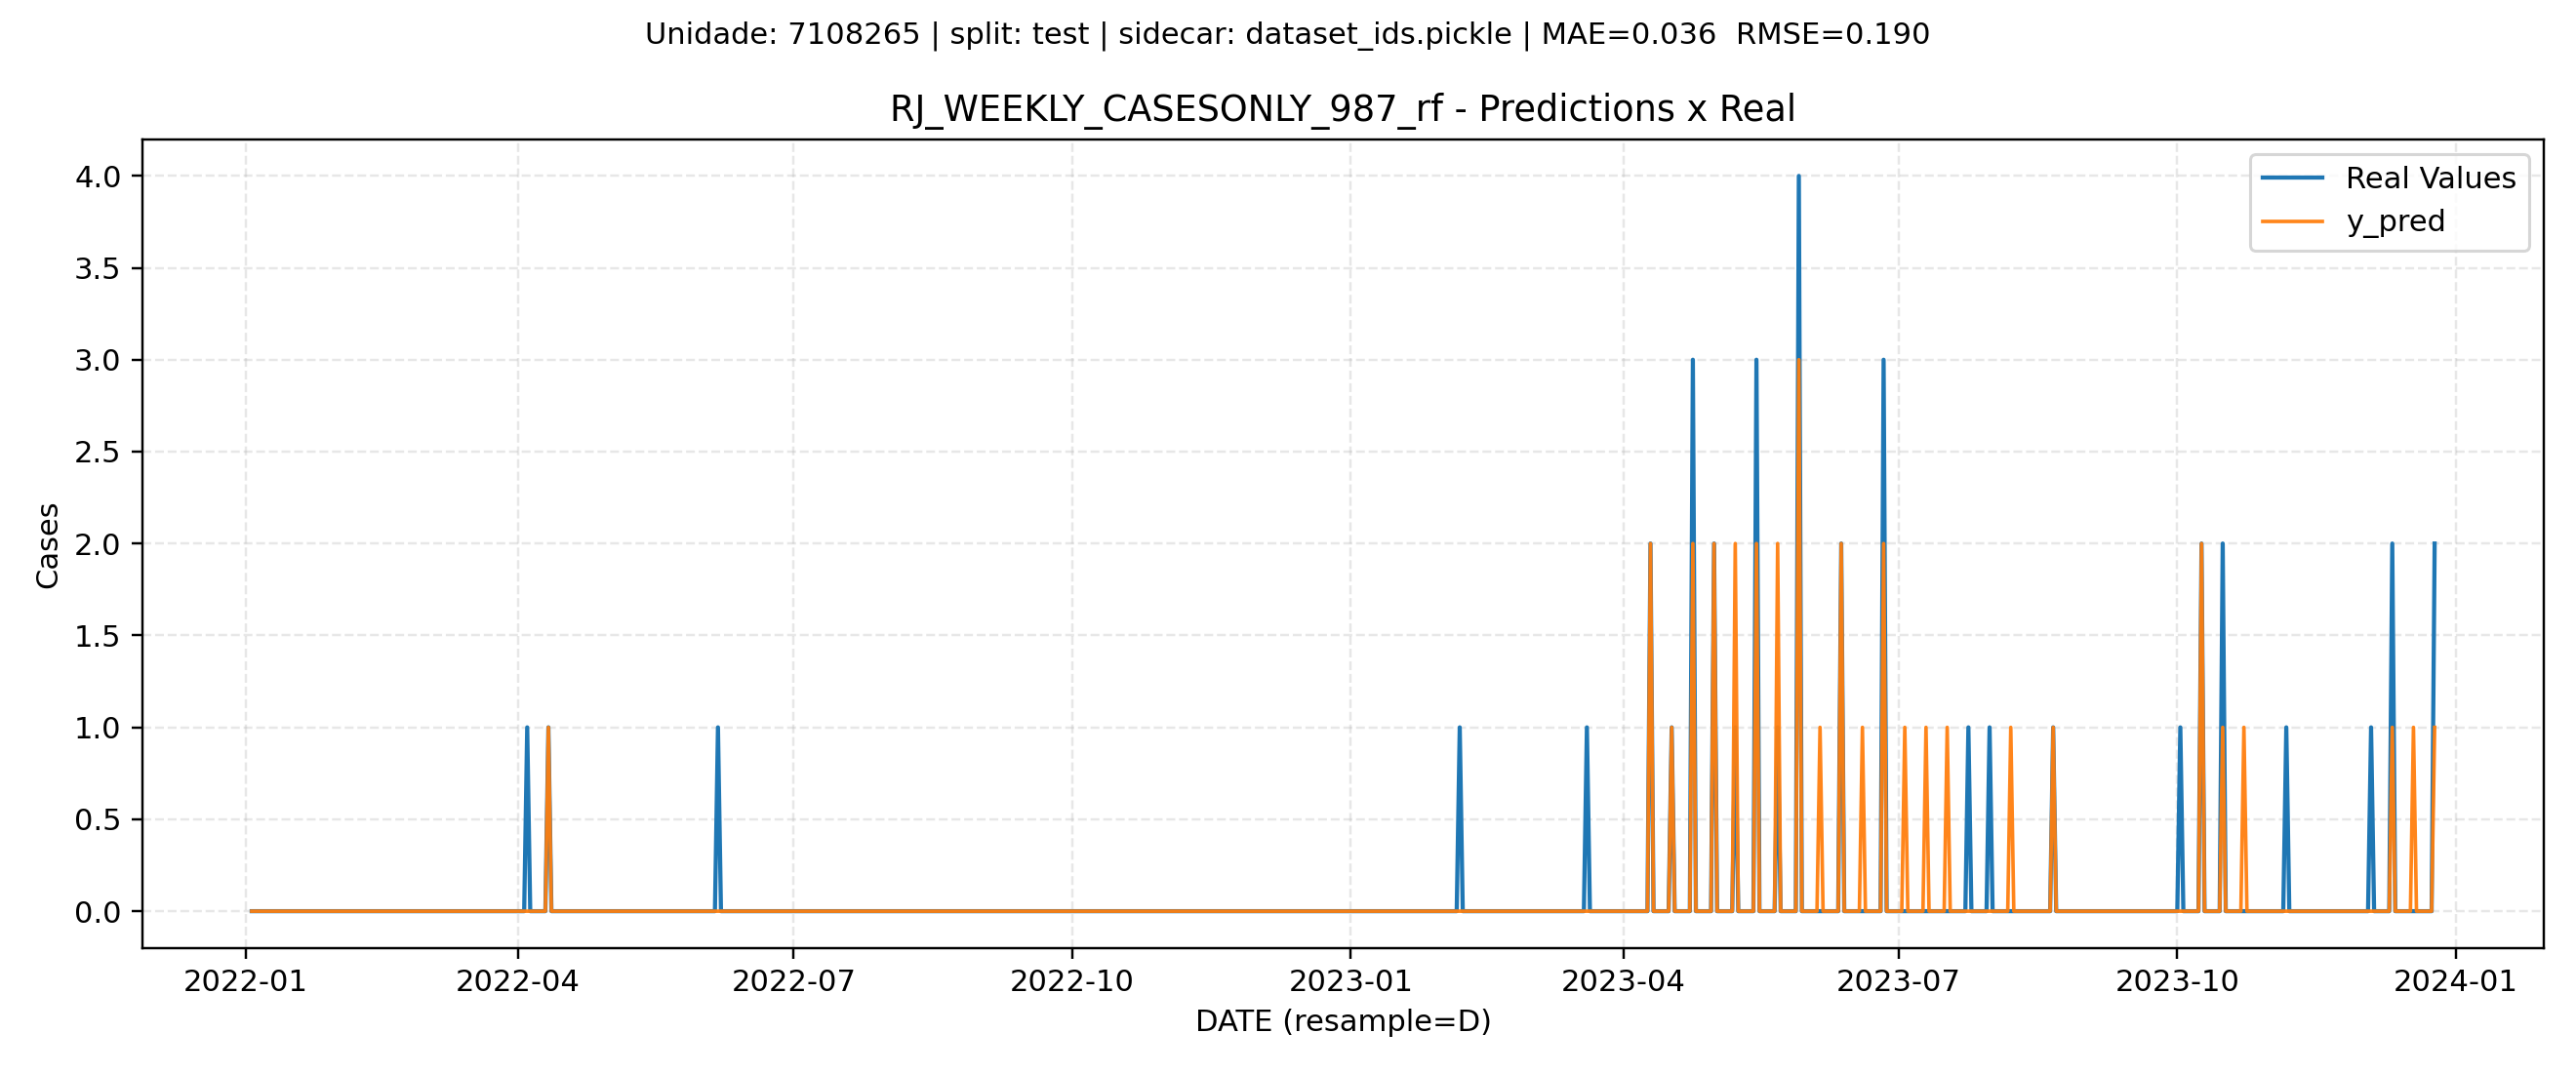 Unidade: 7108265 | split: test | sidecar: dataset_ids.pickle | MAE=0.036  RMSE=0.190
RJ_WEEKLY_CASESONLY_987_rf - Predictions x Real
Real Values
y_pred
4.0
3.5
3.0
2.5
2.0
1.5
1.0
0.5
0.0
Cases
2022-01 2022-04 2022-07 2022-10 2023-01 2023-04 2023-07 2023-10 2024-01
DATE (resample=D)